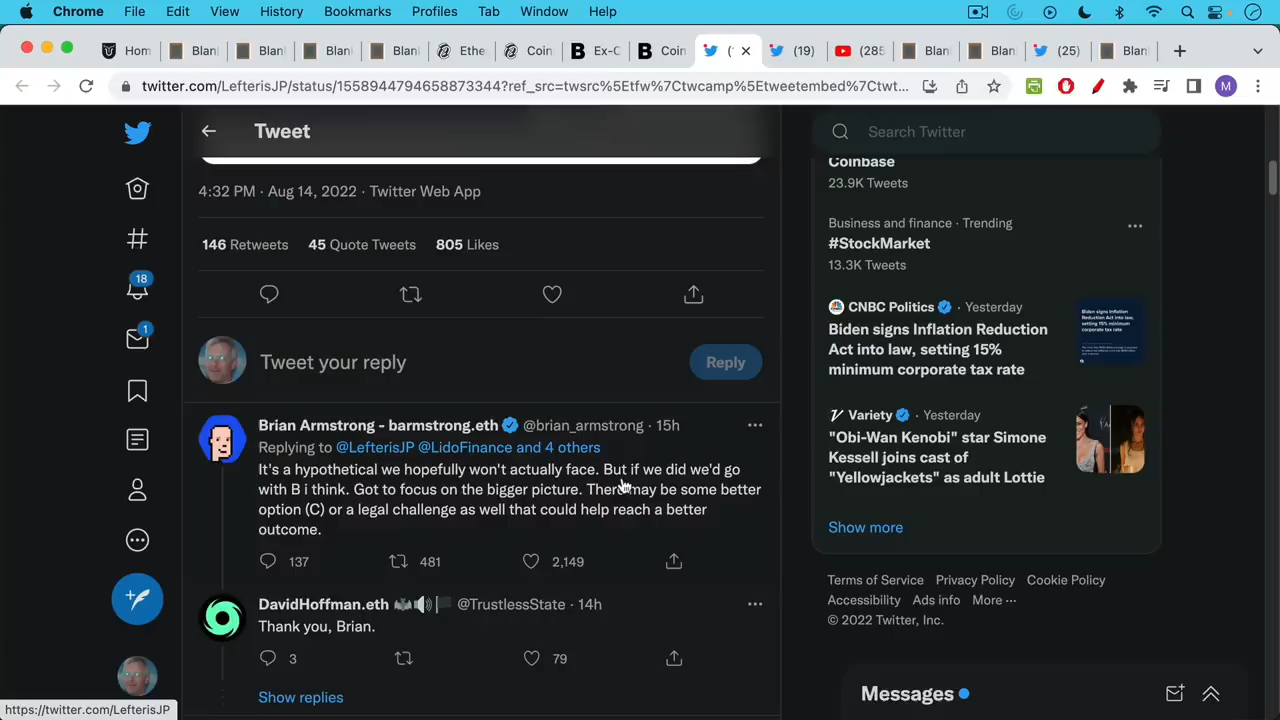 Chrome File Edit View History Bookmarks Profiles Tab Window Help
Hom Blan Blan Blan Blan Ethe Coin Ex-C Coin ( (19) (285 Blan Blan (25) Blan
twitter.com/LefterisJP/status/1558944794658873344?ref_src=twsrc%5Etfw%7Ctwcamp%5Etweetembed%7Ctwt...
M
Tweet
4:32 PM · Aug 14, 2022 · Twitter Web App
146 Retweets 45 Quote Tweets 805 Likes
18
1
Tweet your reply
Reply
Brian Armstrong - barmstrong.eth @brian_armstrong · 15h
Replying to @LefterisJP @LidoFinance and 4 others
It's a hypothetical we hopefully won't actually face. But if we did we'd go
with B i think. Got to focus on the bigger picture. There may be some better
option (C) or a legal challenge as well that could help reach a better
outcome.
137 481 2,149
DavidHoffman.eth @TrustlessState · 14h
Thank you, Brian.
3 79
Show replies
https://twitter.com/LefterisJP
Search Twitter
Coinbase
23.9K Tweets
Business and finance · Trending
#StockMarket
13.3K Tweets
CNBC Politics · Yesterday
Biden signs Inflation Reduction
Act into law, setting 15%
minimum corporate tax rate
Variety · Yesterday
"Obi-Wan Kenobi" star Simone
Kessell joins cast of
"Yellowjackets" as adult Lottie
Show more
Terms of Service Privacy Policy Cookie Policy
Accessibility Ads info More ···
© 2022 Twitter, Inc.
Messages